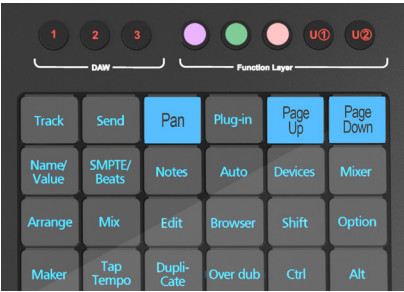 1 2 3 U① U②
DAW Function Layer
Track Send Pan Plug-in Page Up Page Down
Name/ Value SMPTE/ Beats Notes Auto Devices Mixer
Arrange Mix Edit Browser Shift Option
Maker Tap Tempo Dupli- Cate Over dub Ctrl Alt